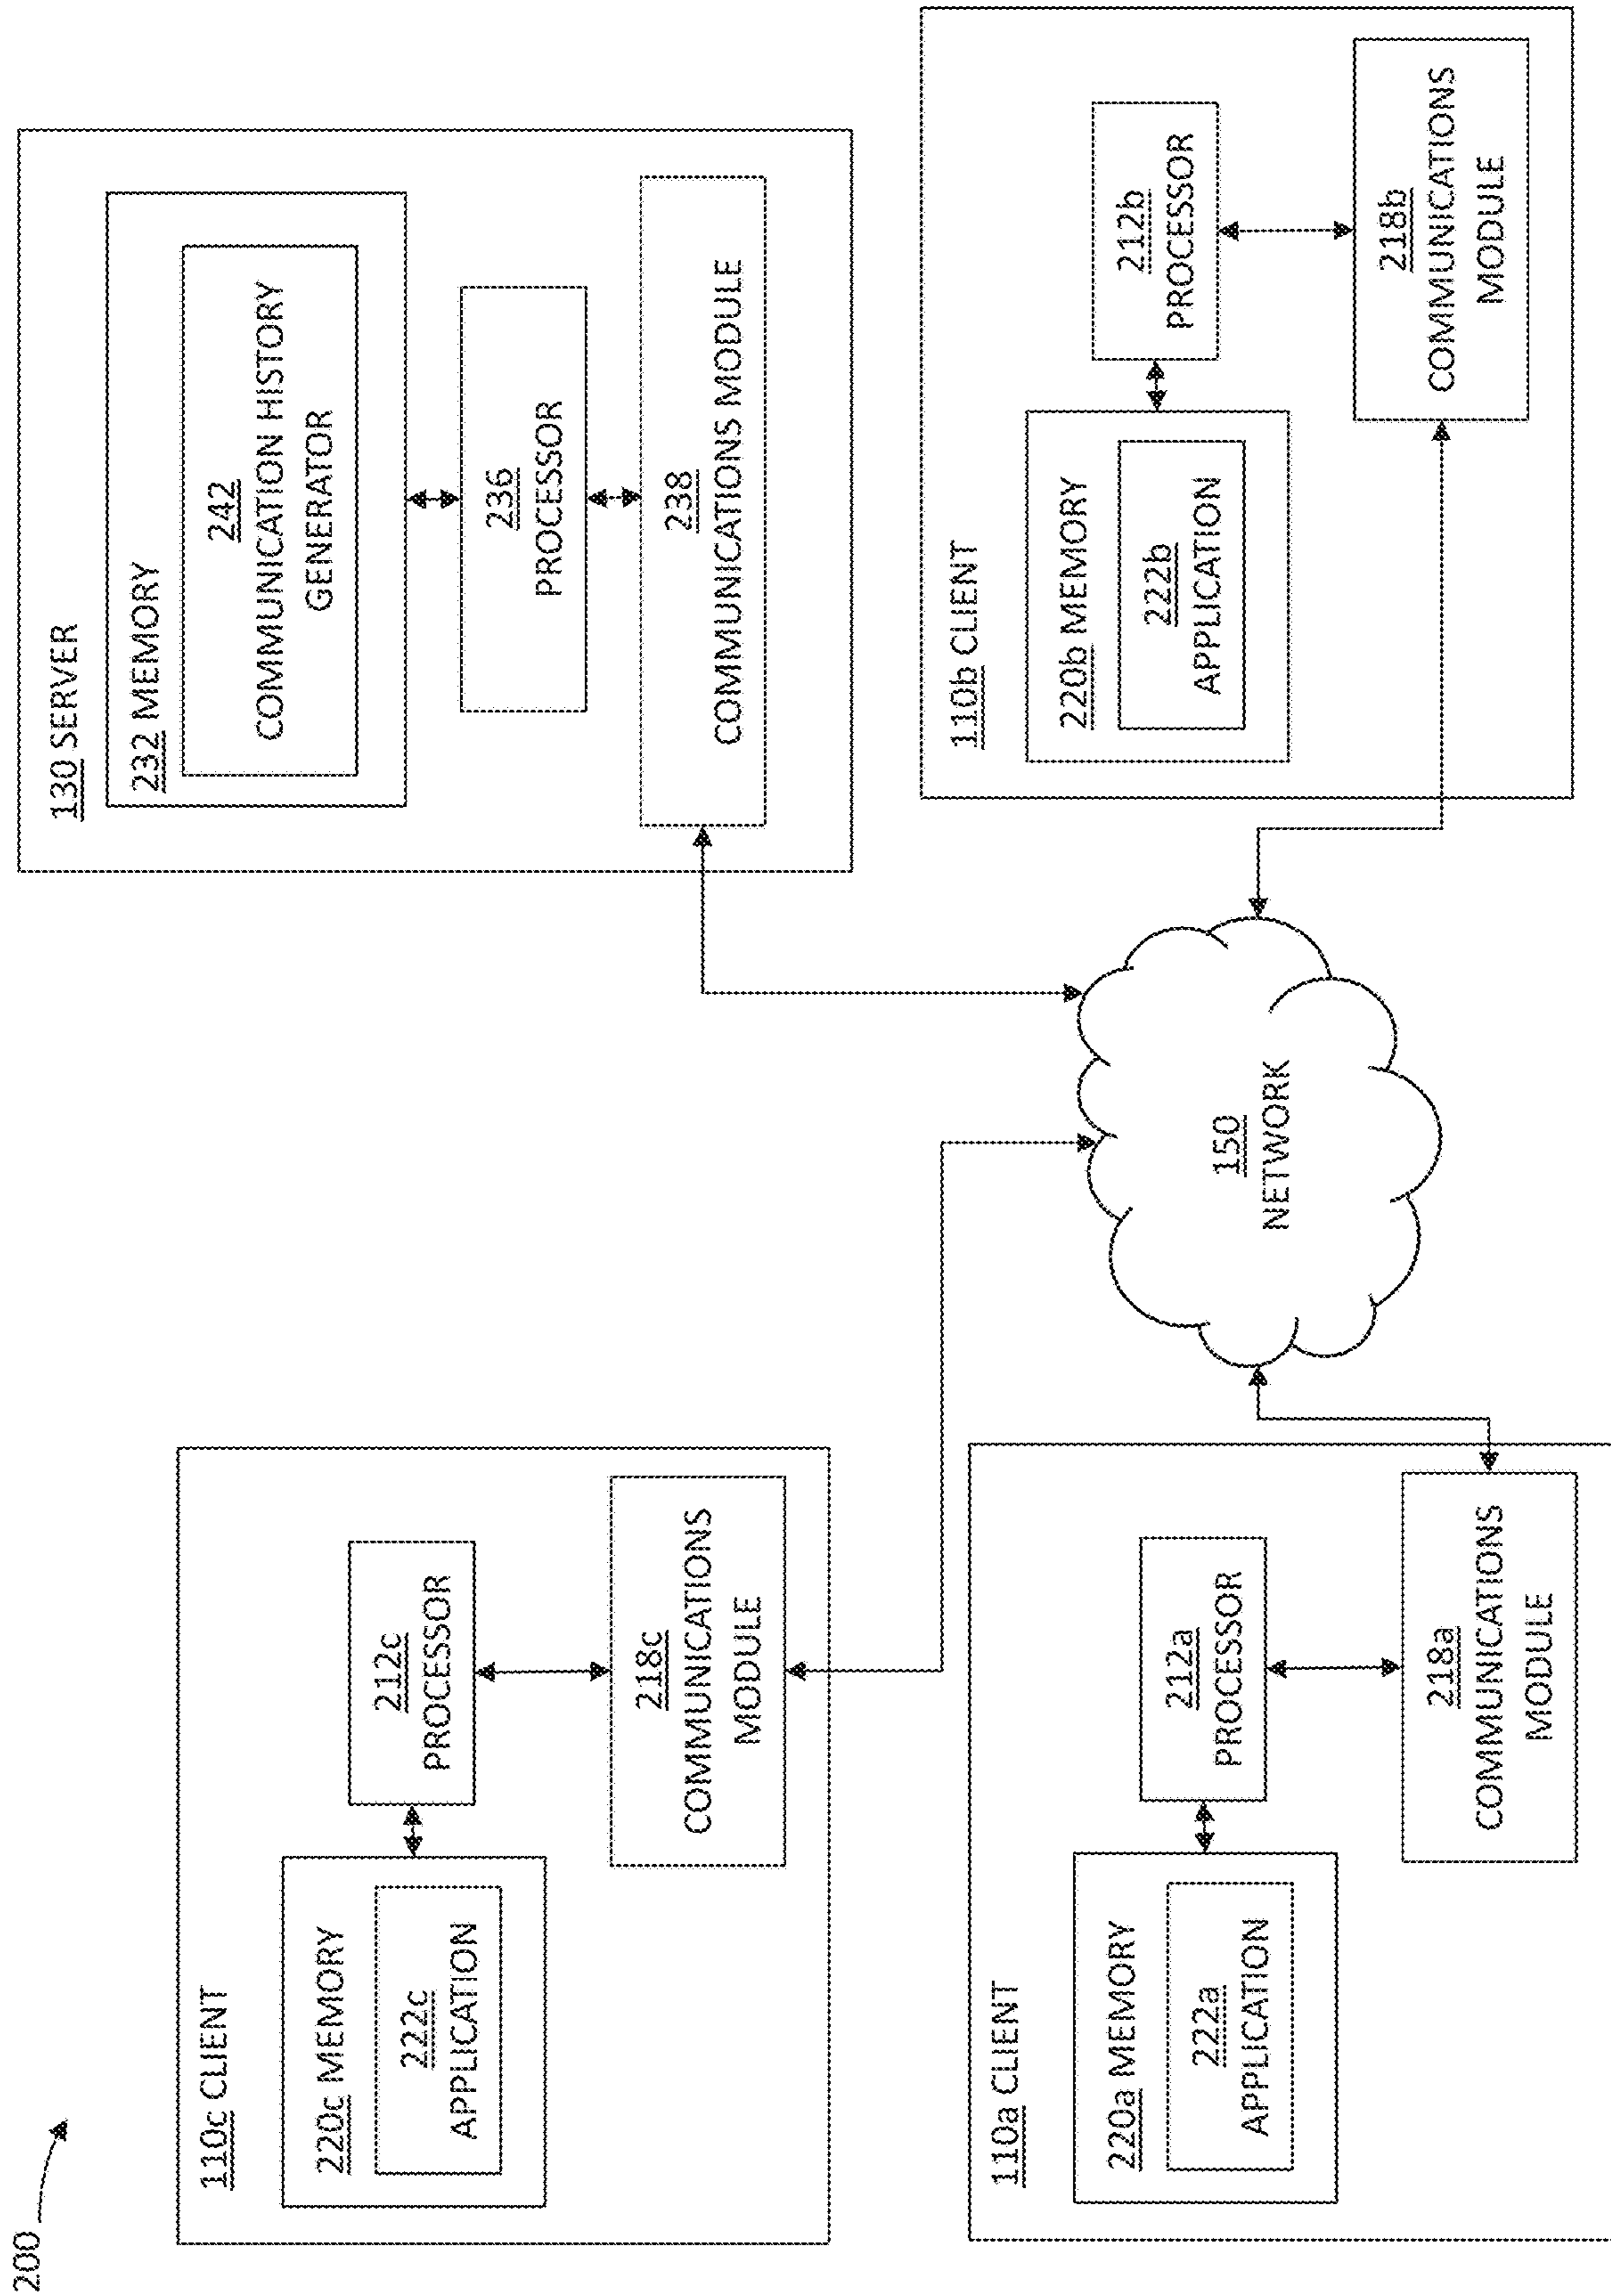 200
110c CLIENT
220c MEMORY
222c
APPLICATION
212c
PROCESSOR
218c
COMMUNICATIONS
MODULE
130 SERVER
232 MEMORY
242
COMMUNICATION HISTORY
GENERATOR
236
PROCESSOR
238
COMMUNICATIONS MODULE
150
NETWORK
110a CLIENT
220a MEMORY
222a
APPLICATION
212a
PROCESSOR
218a
COMMUNICATIONS
MODULE
110b CLIENT
220b MEMORY
222b
APPLICATION
212b
PROCESSOR
218b
COMMUNICATIONS
MODULE